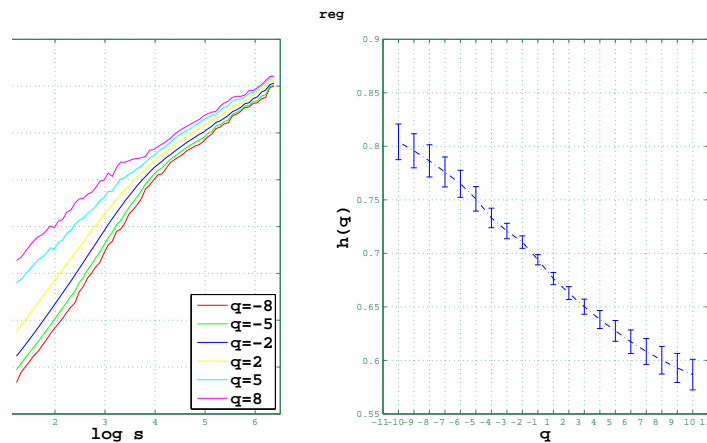 reg
q=-8
q=-5
q=-2
q=2
q=5
q=8
2 3 4 5 6
log s
0.9
0.85
0.8
0.75
0.7
0.65
0.6
0.55
h(q)
-11 -10 -9 -8 -7 -6 -5 -4 -3 -2 -1 1 2 3 4 5 6 7 8 9 10 11
q